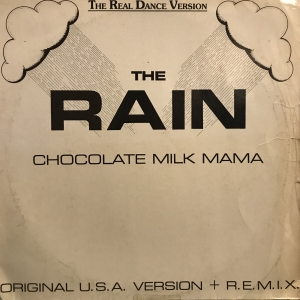 THE REAL DANCE VERSION
THE
RAIN
CHOCOLATE MILK MAMA
ORIGINAL U.S.A. VERSION + R.E.M.I.X.